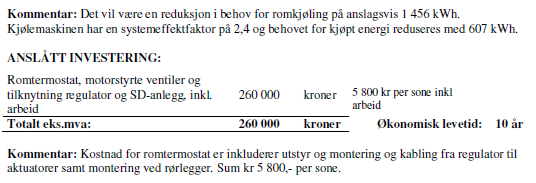 Kommentar: Det vil være en reduksjon i behov for romkjøling på anslagsvis 1 456 kWh.
Kjølemaskinen har en systemeffektfaktor på 2,4 og behovet for kjøpt energi reduseres med 607 kWh.
ANSLÅTT INVESTERING:
Romtermostat, motorstyrte ventiler og
tilknytning regulator og SD-anlegg, inkl. 260 000 kroner 5 800 kr per sone inkl
arbeid arbeid
Totalt eks.mva: 260 000 kroner Økonomisk levetid: 10 år
Kommentar: Kostnad for romtermostat er inkluderer utstyr og montering og kabling fra regulator til
aktuatorer samt montering ved rørlegger. Sum kr 5 800,- per sone.